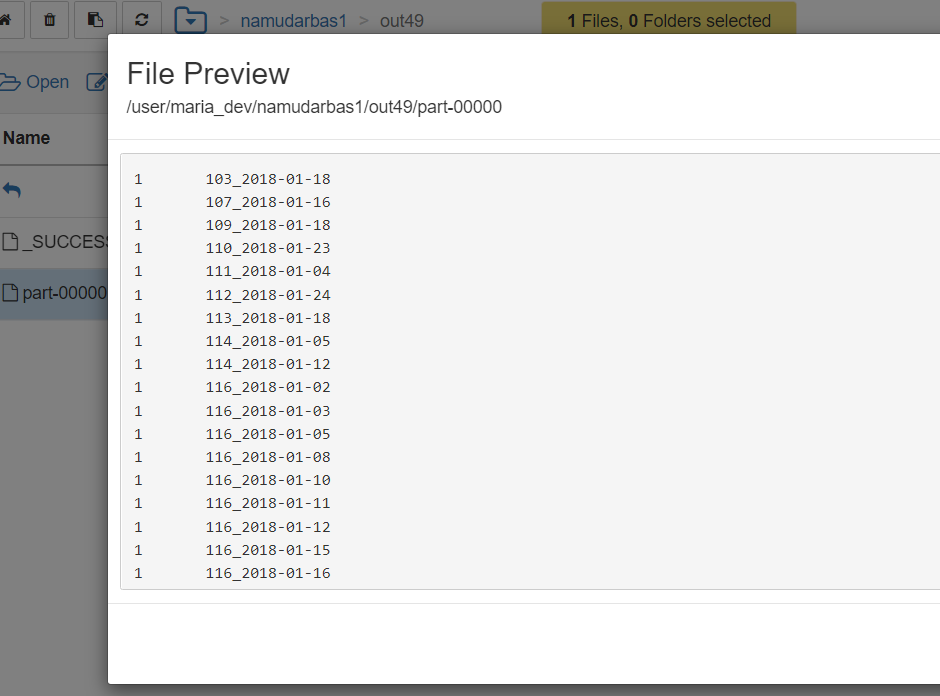 > namudarbas1 > out49
1 Files, 0 Folders selected
Open
Name
_SUCCESS
part-00000
File Preview
/user/maria_dev/namudarbas1/out49/part-00000
1 103_2018-01-18
1 107_2018-01-16
1 109_2018-01-18
1 110_2018-01-23
1 111_2018-01-04
1 112_2018-01-24
1 113_2018-01-18
1 114_2018-01-05
1 114_2018-01-12
1 116_2018-01-02
1 116_2018-01-03
1 116_2018-01-05
1 116_2018-01-08
1 116_2018-01-10
1 116_2018-01-11
1 116_2018-01-12
1 116_2018-01-15
1 116_2018-01-16